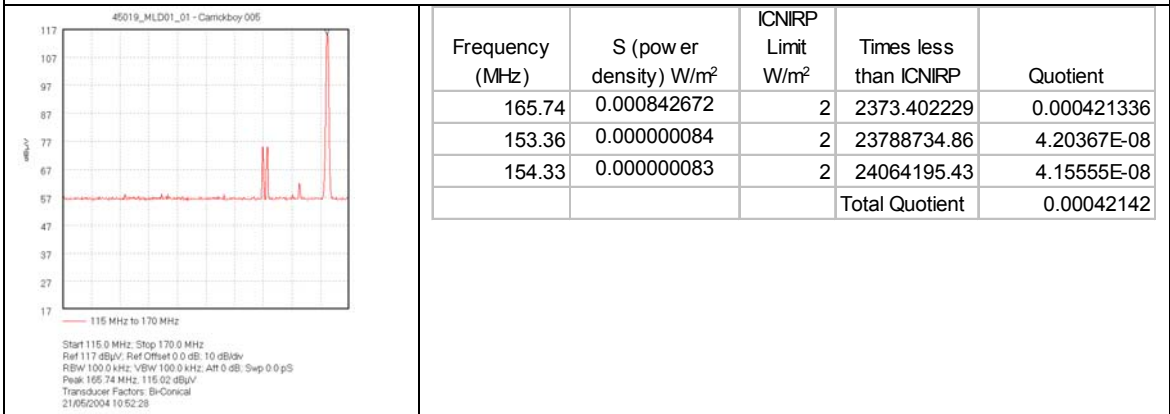 45019_MLD01_01 - Carrickboy 005
117
107
97
87
77
67
57
47
37
27
17
dBµV
115 MHz to 170 MHz
Start 115.0 MHz; Stop 170.0 MHz
Ref 117 dBµV; Ref Offset 0.0 dB; 10 dB/div
RBW 100.0 kHz; VBW 100.0 kHz; Att 0 dB; Swp 0.0 pS
Peak 165.74 MHz, 115.02 dBµV
Transducer Factors: Bi-Conical
21/05/2004 10:52:28
Frequency (MHz) S (power density) W/m² ICNIRP Limit W/m² Times less than ICNIRP Quotient
165.74 0.000842672 2 2373.402229 0.000421336
153.36 0.000000084 2 23788734.86 4.20367E-08
154.33 0.000000083 2 24064195.43 4.15555E-08
Total Quotient 0.00042142